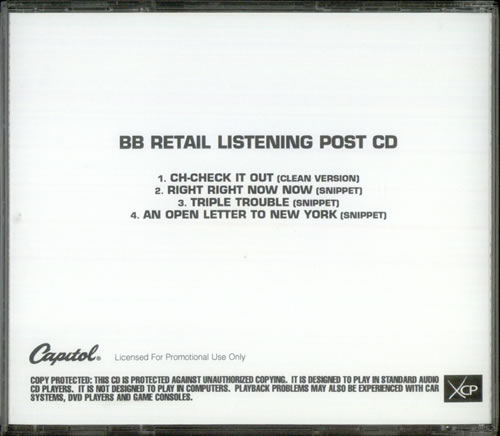 BB RETAIL LISTENING POST CD
1. CH-CHECK IT OUT (CLEAN VERSION)
2. RIGHT RIGHT NOW NOW (SNIPPET)
3. TRIPLE TROUBLE (SNIPPET)
4. AN OPEN LETTER TO NEW YORK (SNIPPET)
Capitol® Licensed For Promotional Use Only
COPY PROTECTED: THIS CD IS PROTECTED AGAINST UNAUTHORIZED COPYING. IT IS DESIGNED TO PLAY IN STANDARD AUDIO
CD PLAYERS. IT IS NOT DESIGNED TO PLAY IN COMPUTERS. PLAYBACK PROBLEMS MAY ALSO BE EXPERIENCED WITH CAR
SYSTEMS, DVD PLAYERS AND GAME CONSOLES.
XCP